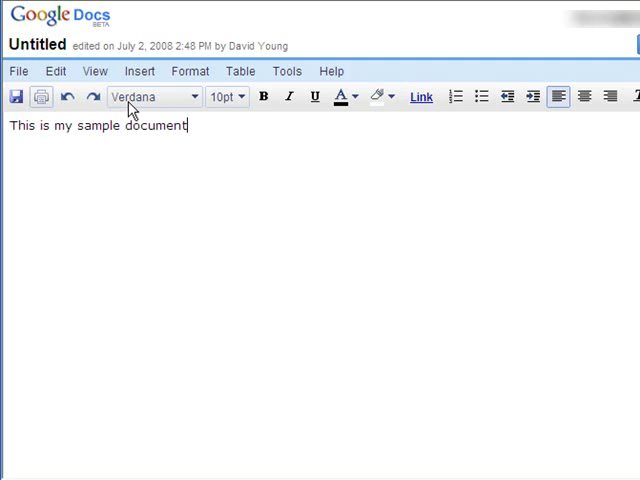 Google Docs
BETA
Untitled edited on July 2, 2008 2:48 PM by David Young
File Edit View Insert Format Table Tools Help
Verdana 10pt B I U A Link
This is my sample document